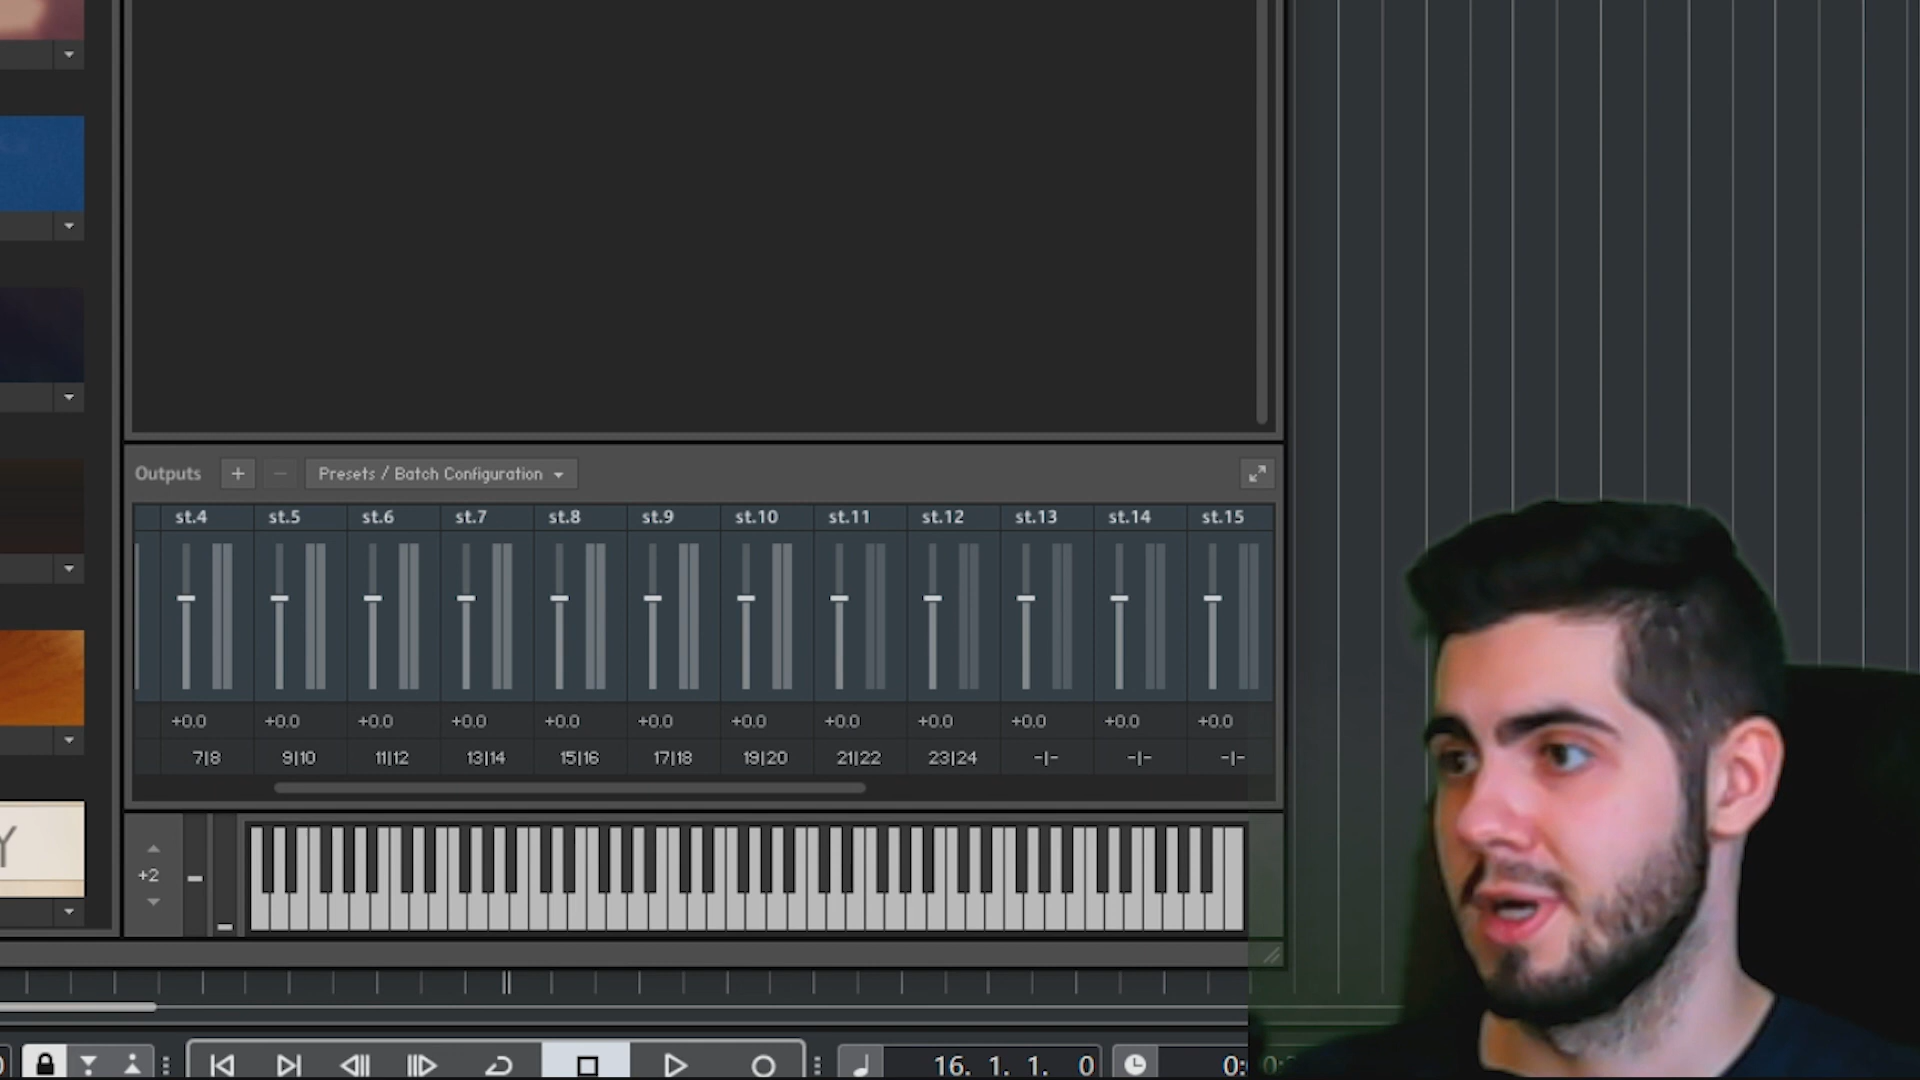 Outputs + − Presets / Batch Configuration
st.4 st.5 st.6 st.7 st.8 st.9 st.10 st.11 st.12 st.13 st.14 st.15
+0.0 +0.0 +0.0 +0.0 +0.0 +0.0 +0.0 +0.0 +0.0 +0.0 +0.0 +0.0
7|8 9|10 11|12 13|14 15|16 17|18 19|20 21|22 23|24 -|- -|- -|-
Y
+2
16. 1. 1. 0 0: